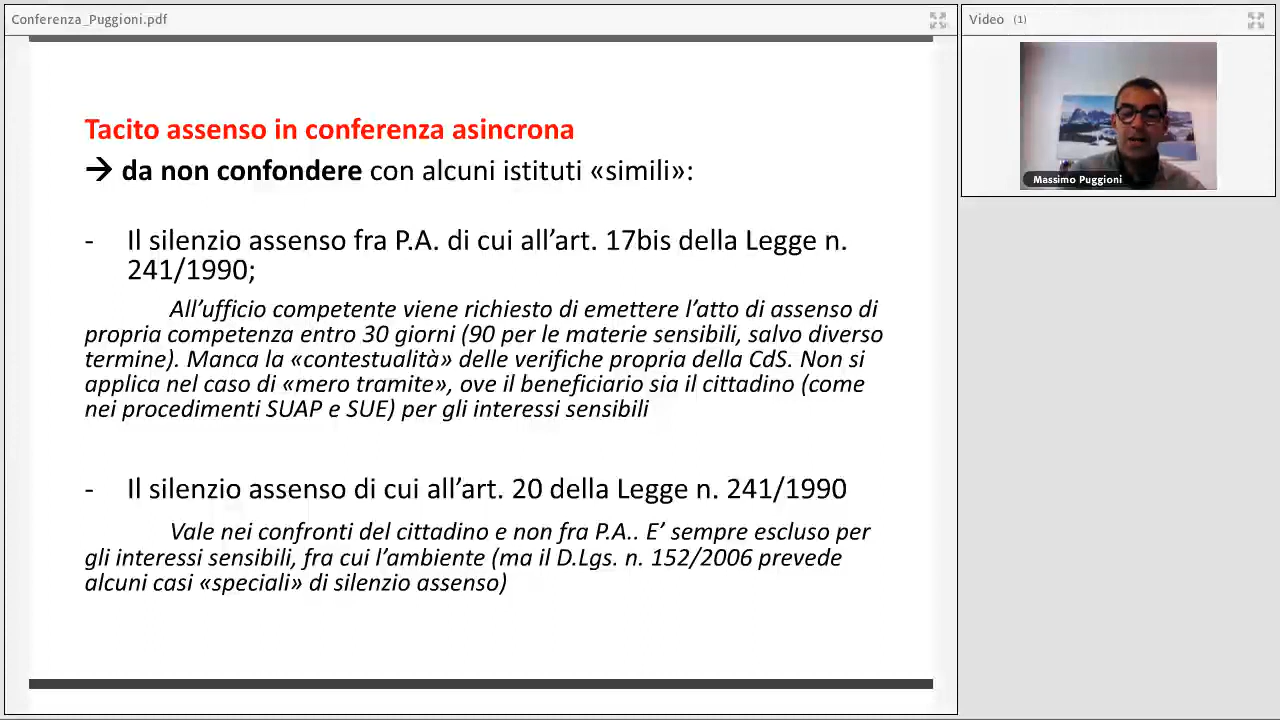 Conferenza_Puggioni.pdf
Video (1)
Massimo Puggioni
Tacito assenso in conferenza asincrona
→ da non confondere con alcuni istituti «simili»:
- Il silenzio assenso fra P.A. di cui all’art. 17bis della Legge n.
241/1990;
All’ufficio competente viene richiesto di emettere l’atto di assenso di
propria competenza entro 30 giorni (90 per le materie sensibili, salvo diverso
termine). Manca la «contestualità» delle verifiche propria della CdS. Non si
applica nel caso di «mero tramite», ove il beneficiario sia il cittadino (come
nei procedimenti SUAP e SUE) per gli interessi sensibili
- Il silenzio assenso di cui all’art. 20 della Legge n. 241/1990
Vale nei confronti del cittadino e non fra P.A.. E’ sempre escluso per
gli interessi sensibili, fra cui l’ambiente (ma il D.Lgs. n. 152/2006 prevede
alcuni casi «speciali» di silenzio assenso)